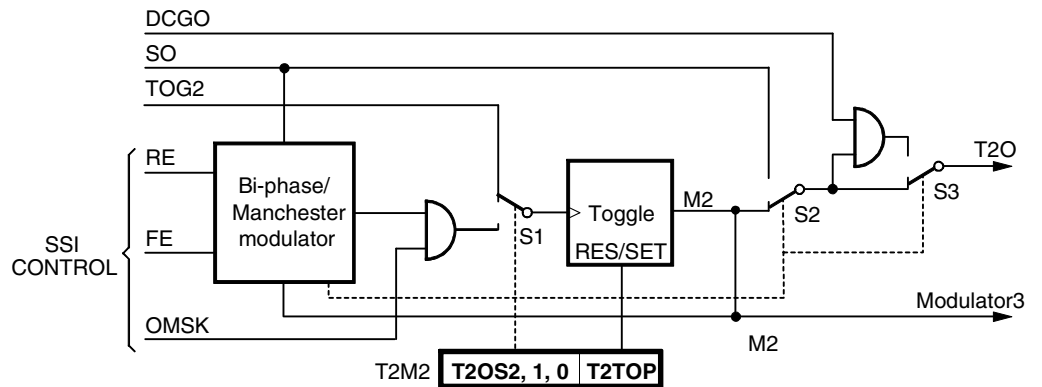 DCGO
SO
TOG2
RE
FE
SSI
CONTROL
OMSK
Bi-phase/
Manchester
modulator
S1
Toggle
RES/SET
M2
S2
S3
T2O
Modulator3
M2
T2M2
T2OS2, 1, 0
T2TOP